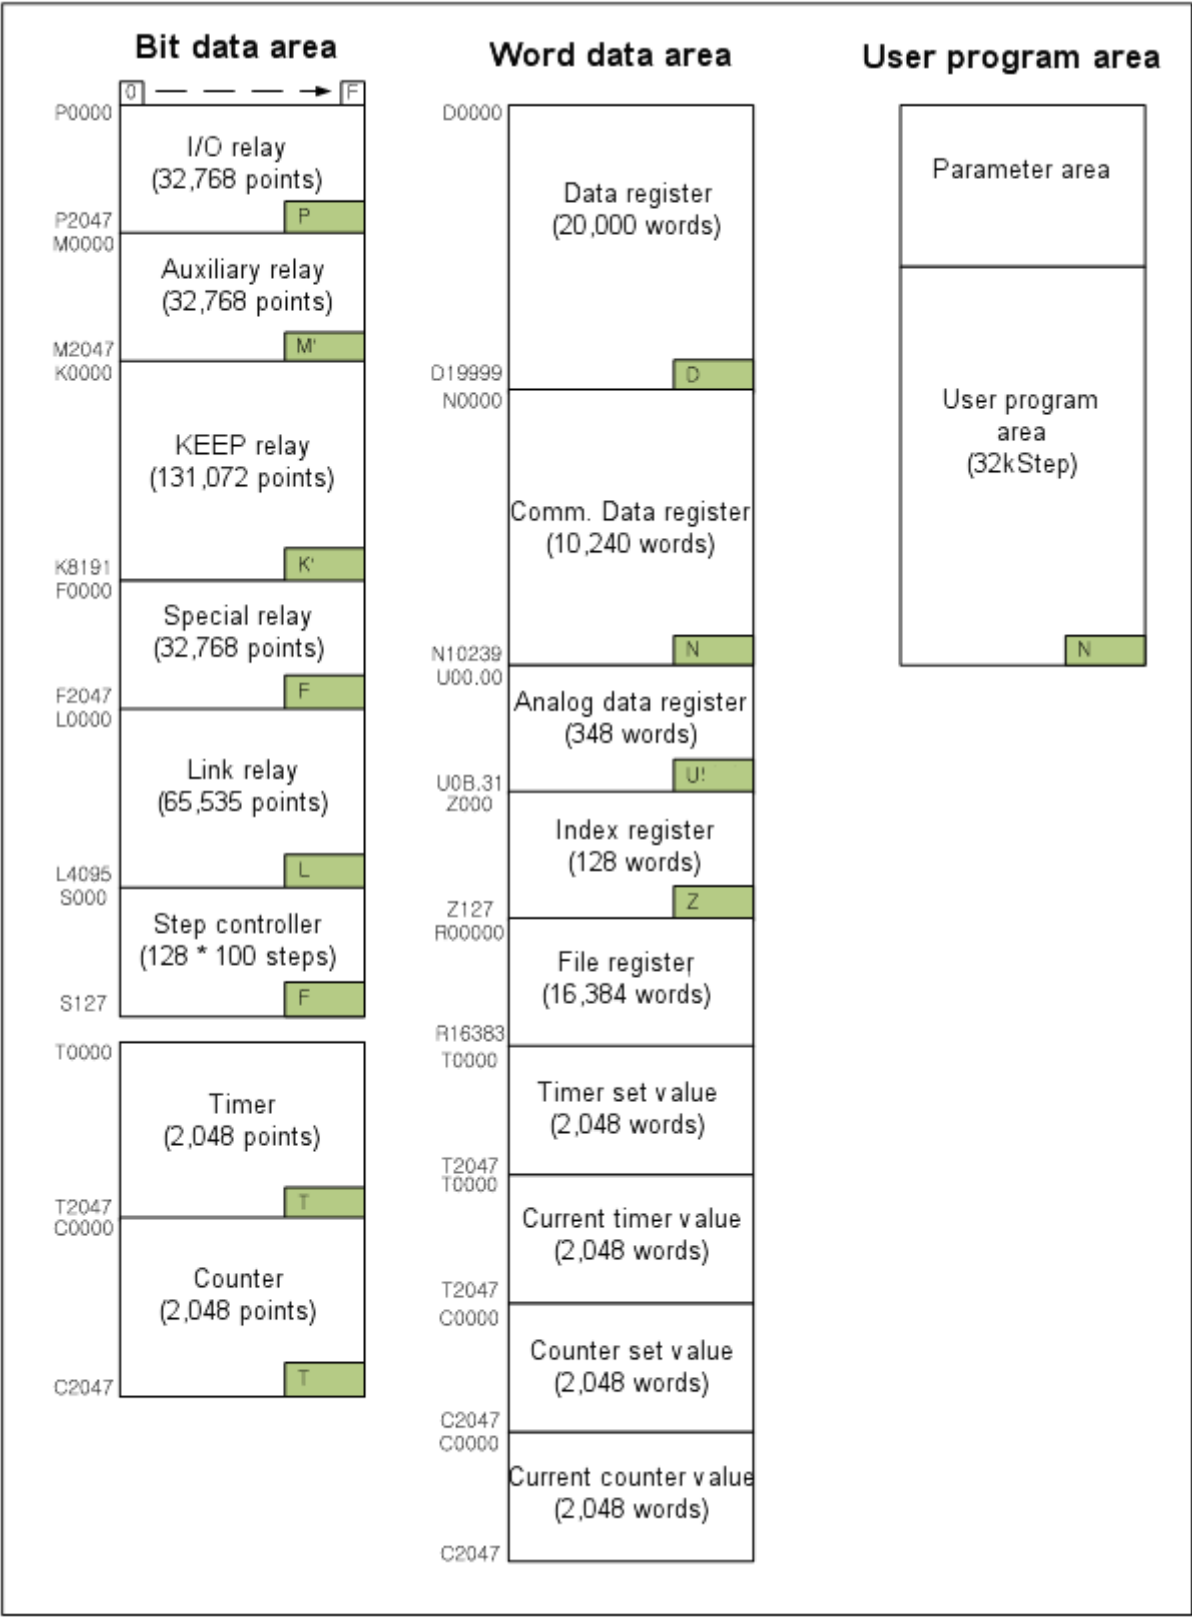 Bit data area
0
F
P0000
I/O relay
(32,768 points)
P
P2047
M0000
Auxiliary relay
(32,768 points)
M'
M2047
K0000
KEEP relay
(131,072 points)
K'
K8191
F0000
Special relay
(32,768 points)
F
F2047
L0000
Link relay
(65,535 points)
L
L4095
S000
Step controller
(128 * 100 steps)
F
S127
T0000
Timer
(2,048 points)
T
T2047
C0000
Counter
(2,048 points)
T
C2047
Word data area
D0000
Data register
(20,000 words)
D
D19999
N0000
Comm. Data register
(10,240 words)
N
N10239
U00.00
Analog data register
(348 words)
U!
U0B.31
Z000
Index register
(128 words)
Z
Z127
R00000
File register
(16,384 words)
R16383
T0000
Timer set value
(2,048 words)
T2047
T0000
Current timer value
(2,048 words)
T2047
C0000
Counter set value
(2,048 words)
C2047
C0000
Current counter value
(2,048 words)
C2047
User program area
Parameter area
User program
area
(32kStep)
N